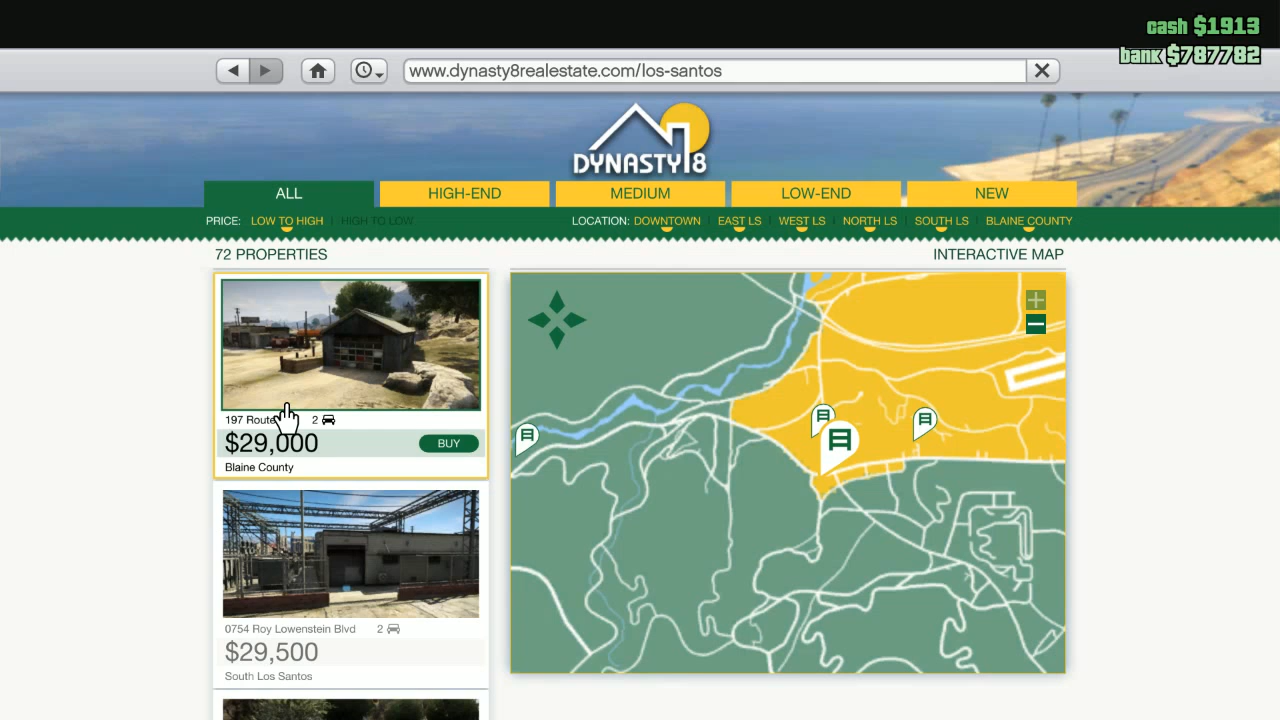 cash $1913
bank $787782
www.dynasty8realestate.com/los-santos
DYNASTY 8
ALL HIGH-END MEDIUM LOW-END NEW
PRICE: LOW TO HIGH | HIGH TO LOW LOCATION: DOWNTOWN | EAST LS | WEST LS | NORTH LS | SOUTH LS | BLAINE COUNTY
72 PROPERTIES INTERACTIVE MAP
197 Route 2
$29,000 BUY
Blaine County
0754 Roy Lowenstein Blvd 2
$29,500
South Los Santos